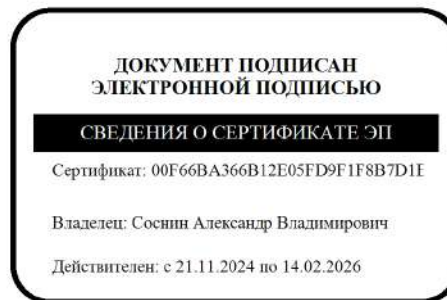 ДОКУМЕНТ ПОДПИСАН
ЭЛЕКТРОННОЙ ПОДПИСЬЮ
СВЕДЕНИЯ О СЕРТИФИКАТЕ ЭП
Сертификат: 00F66BA366B12E05FD9F1F8B7D1E
Владелец: Соснин Александр Владимирович
Действителен: с 21.11.2024 по 14.02.2026